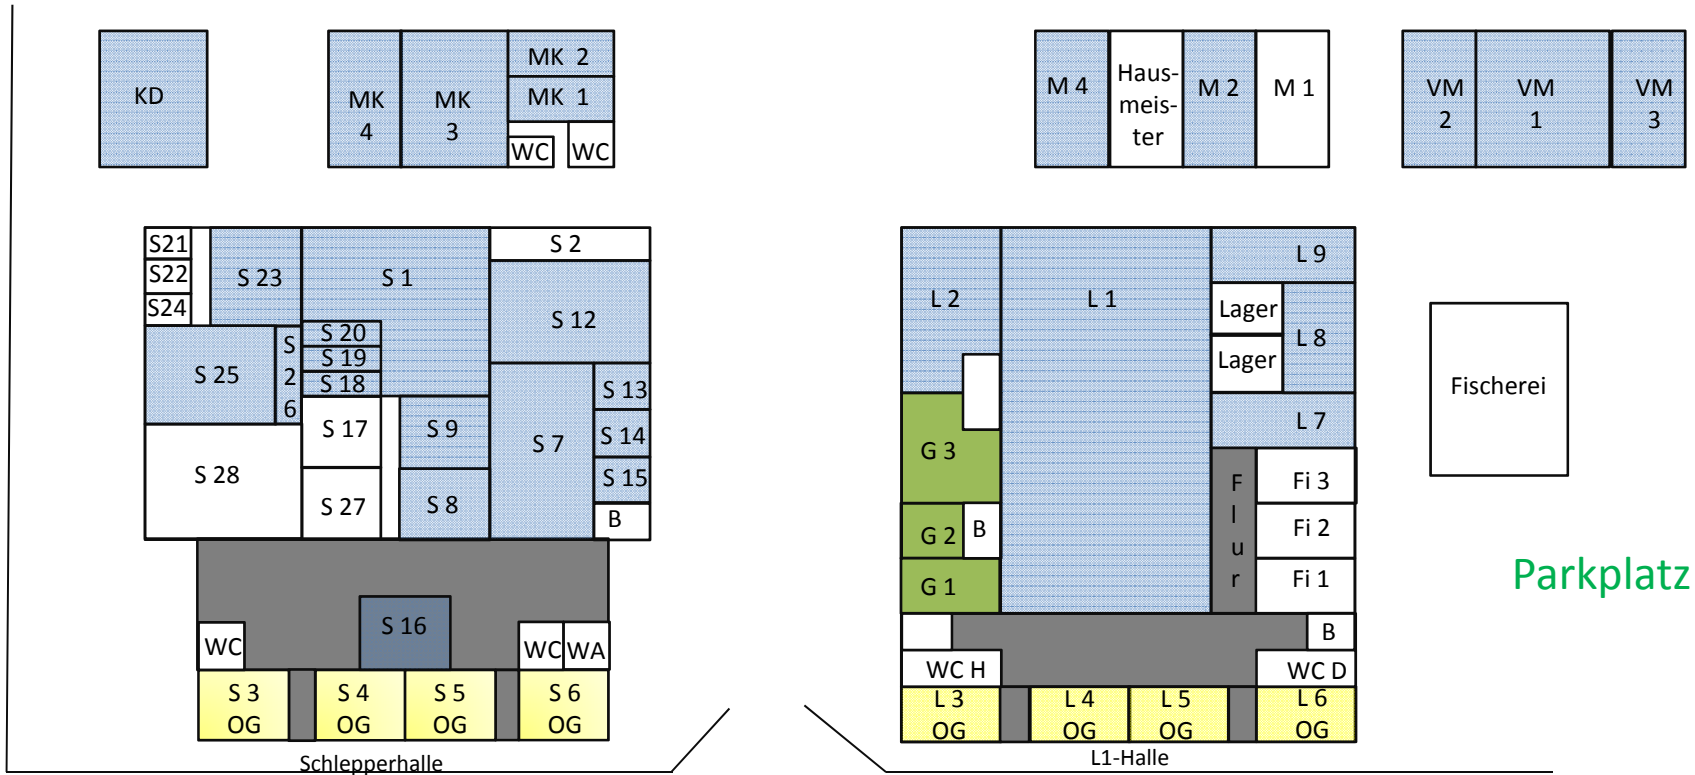 KD
MK
4
MK
3
MK 2
MK 1
WC
WC
M 4
Haus-
meis-
ter
M 2
M 1
VM
2
VM
1
VM
3
S21
S22
S24
S 23
S 1
S 2
S 12
S 20
S 19
S 18
S 25
S
2
6
S 17
S 9
S 7
S 13
S 14
S 15
B
S 28
S 27
S 8
S 16
WC
WC
WA
S 3
OG
S 4
OG
S 5
OG
S 6
OG
Schlepperhalle
L 2
L 1
L 9
Lager
L 8
Lager
L 7
G 3
G 2
B
G 1
F
l
u
r
Fi 3
Fi 2
Fi 1
B
WC H
WC D
L 3
OG
L 4
OG
L 5
OG
L 6
OG
L1-Halle
Fischerei
Parkplatz